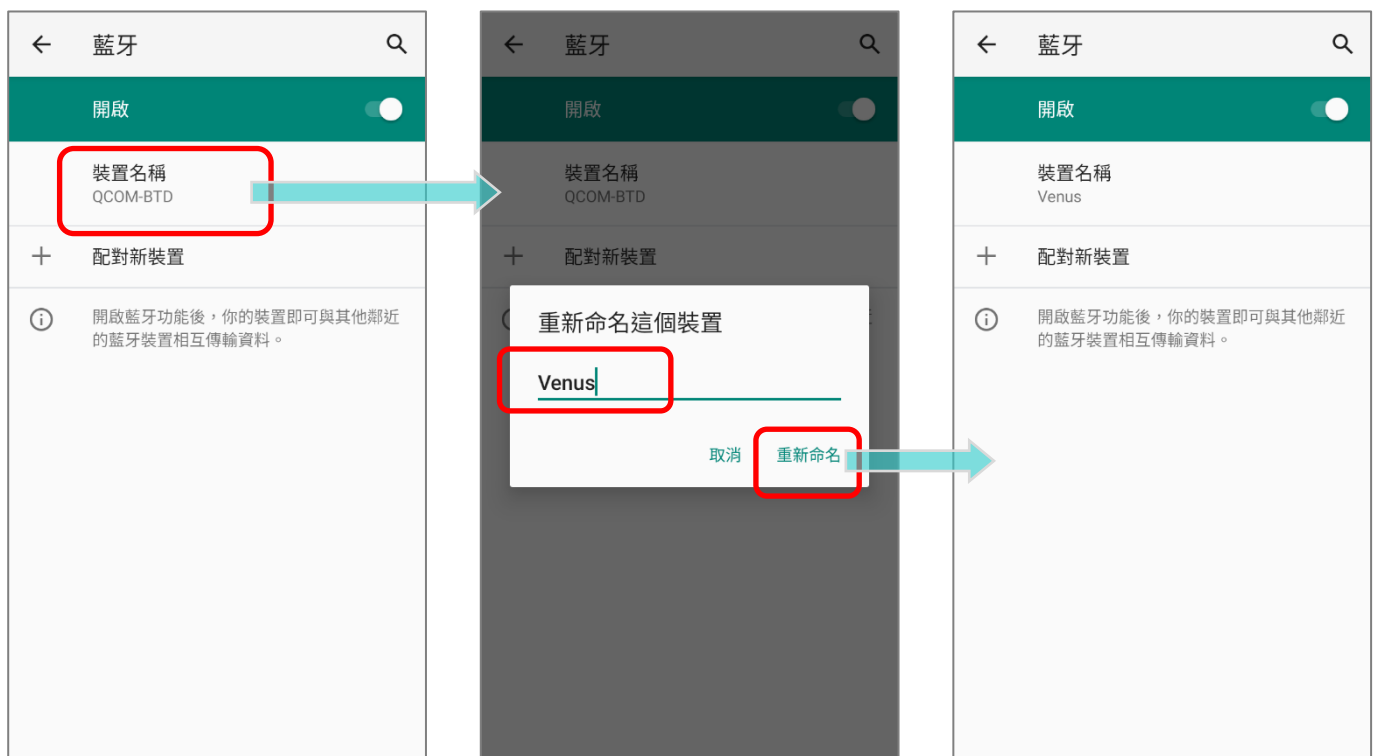 藍牙
開啟
裝置名稱
QCOM-BTD
配對新裝置
開啟藍牙功能後，你的裝置即可與其他鄰近
的藍牙裝置相互傳輸資料。
藍牙
開啟
裝置名稱
QCOM-BTD
配對新裝置
重新命名這個裝置
Venus
取消
重新命名
藍牙
開啟
裝置名稱
Venus
配對新裝置
開啟藍牙功能後，你的裝置即可與其他鄰近
的藍牙裝置相互傳輸資料。